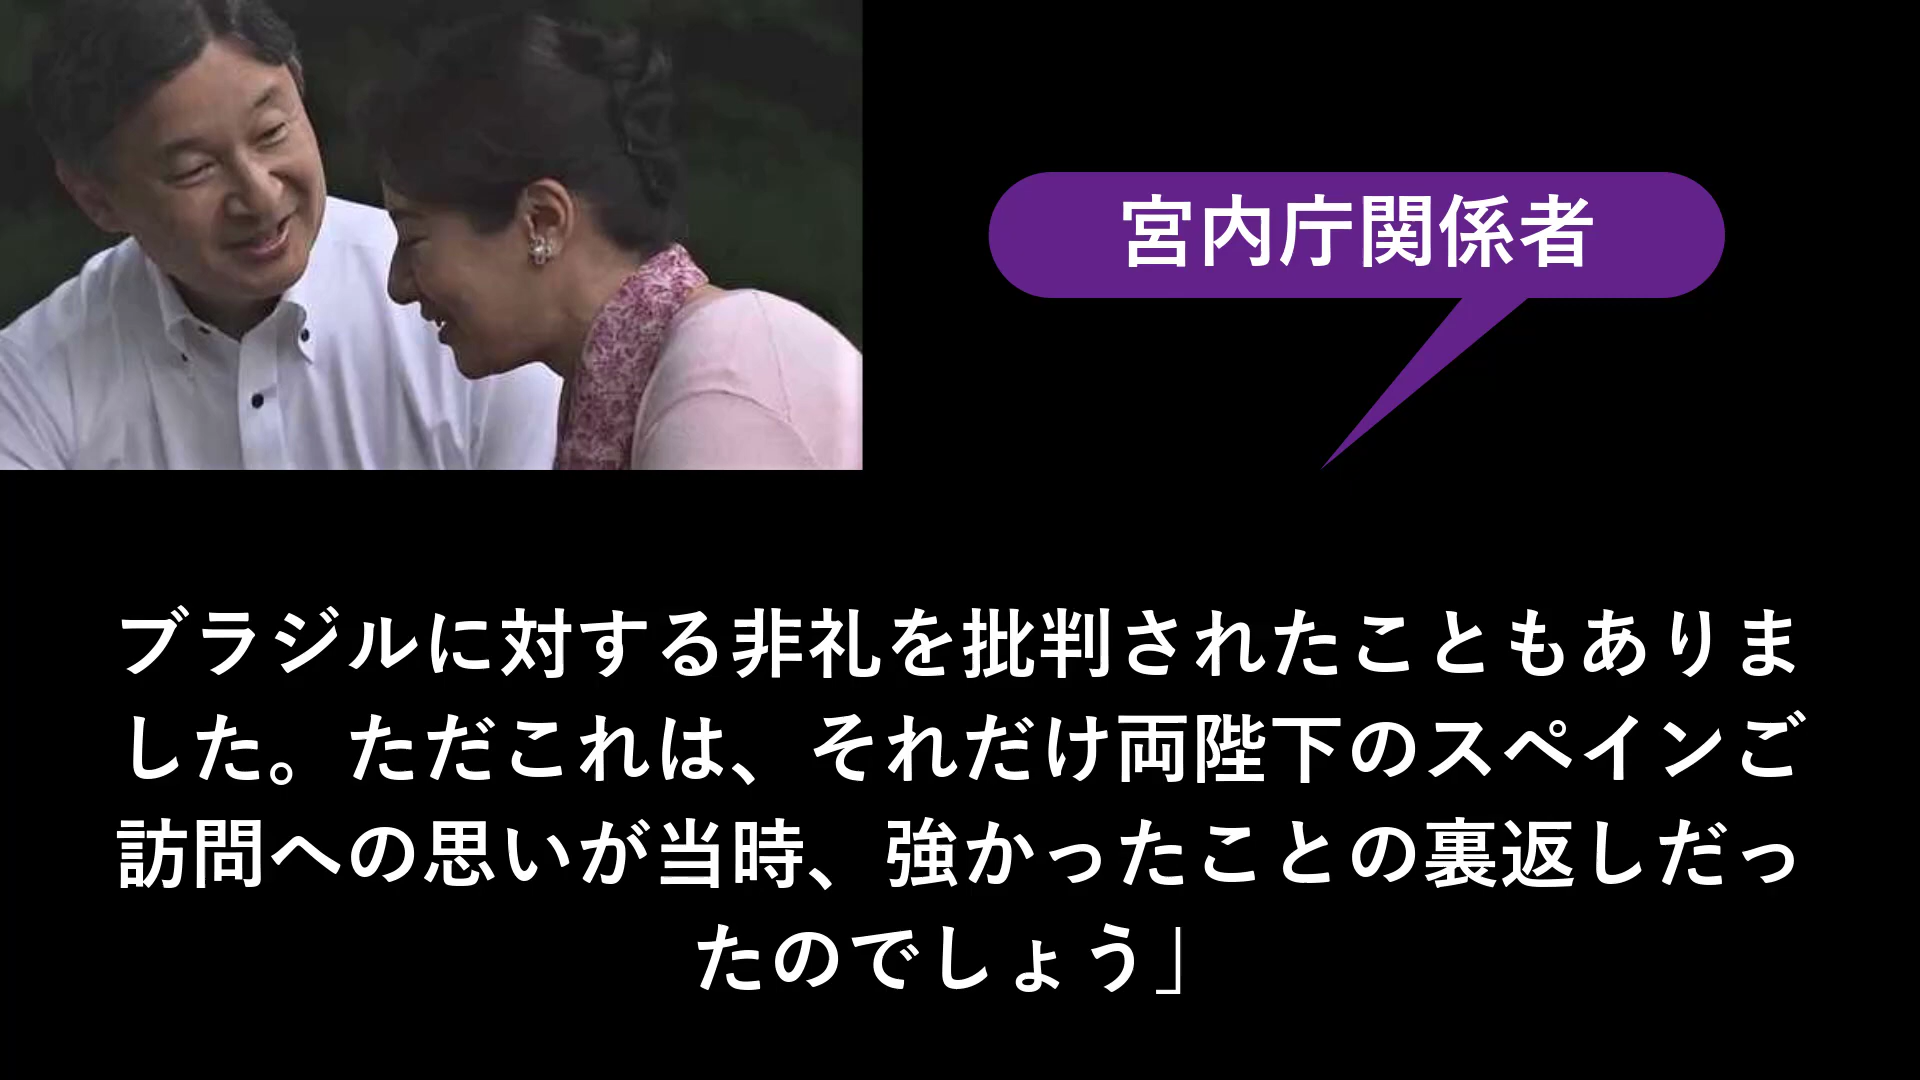 宮内庁関係者
ブラジルに対する非礼を批判されたこともありま
した。ただこれは、それだけ両陛下のスペインご
訪問への思いが当時、強かったことの裏返しだっ
たのでしょう」